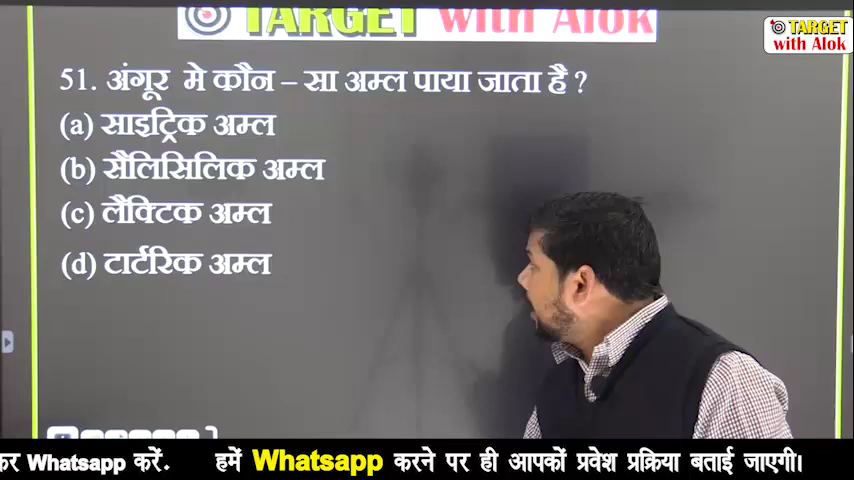 TARGET with Alok
TARGET
with Alok
51. अंगूर मे कौन – सा अम्ल पाया जाता है ?
(a) साइट्रिक अम्ल
(b) सैलिसिलिक अम्ल
(c) लैक्टिक अम्ल
(d) टार्टरिक अम्ल
कर Whatsapp करें. हमें Whatsapp करने पर ही आपकों प्रवेश प्रक्रिया बताई जाएगी।